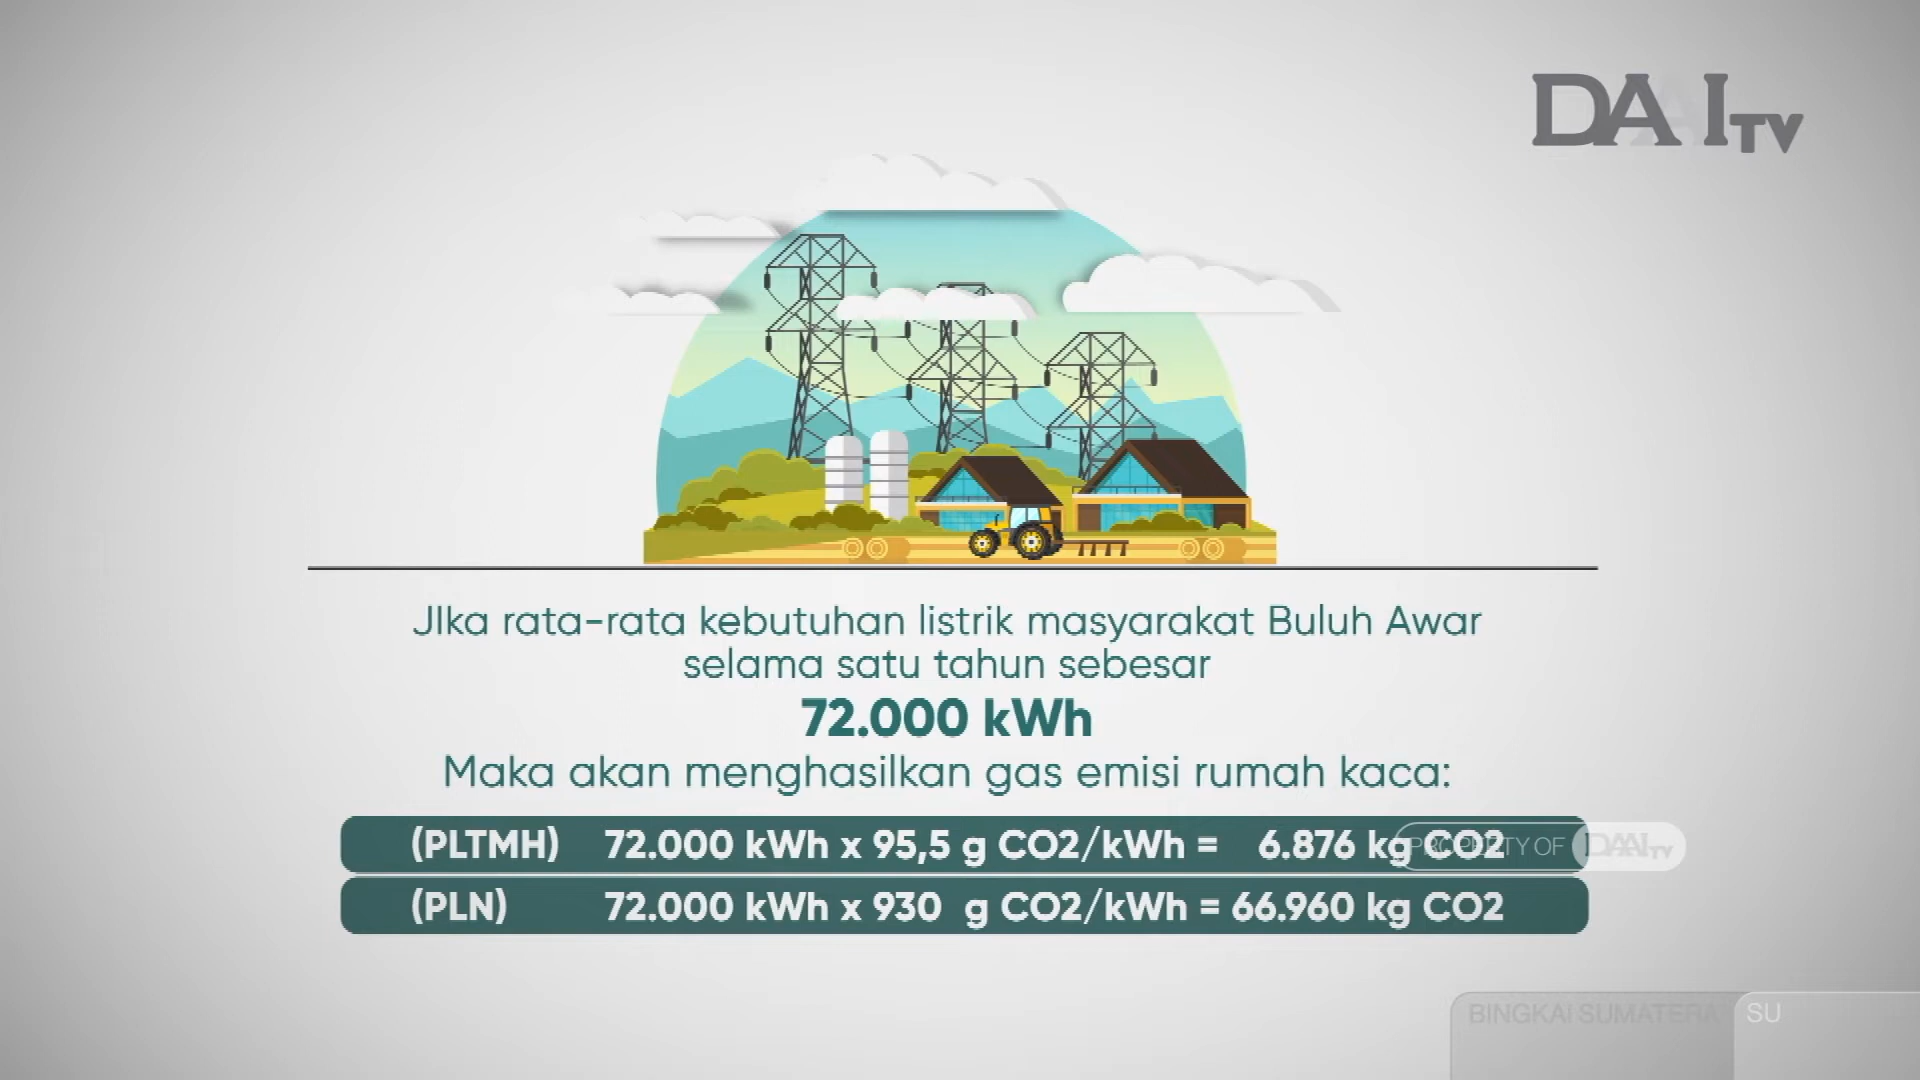 DAAI TV
JIka rata-rata kebutuhan listrik masyarakat Buluh Awar
selama satu tahun sebesar
72.000 kWh
Maka akan menghasilkan gas emisi rumah kaca:
(PLTMH) 72.000 kWh x 95,5 g CO2/kWh = 6.876 kg CO2
PROPERTY OF DAAI TV
(PLN) 72.000 kWh x 930 g CO2/kWh = 66.960 kg CO2
BINGKAI SUMATERA SU